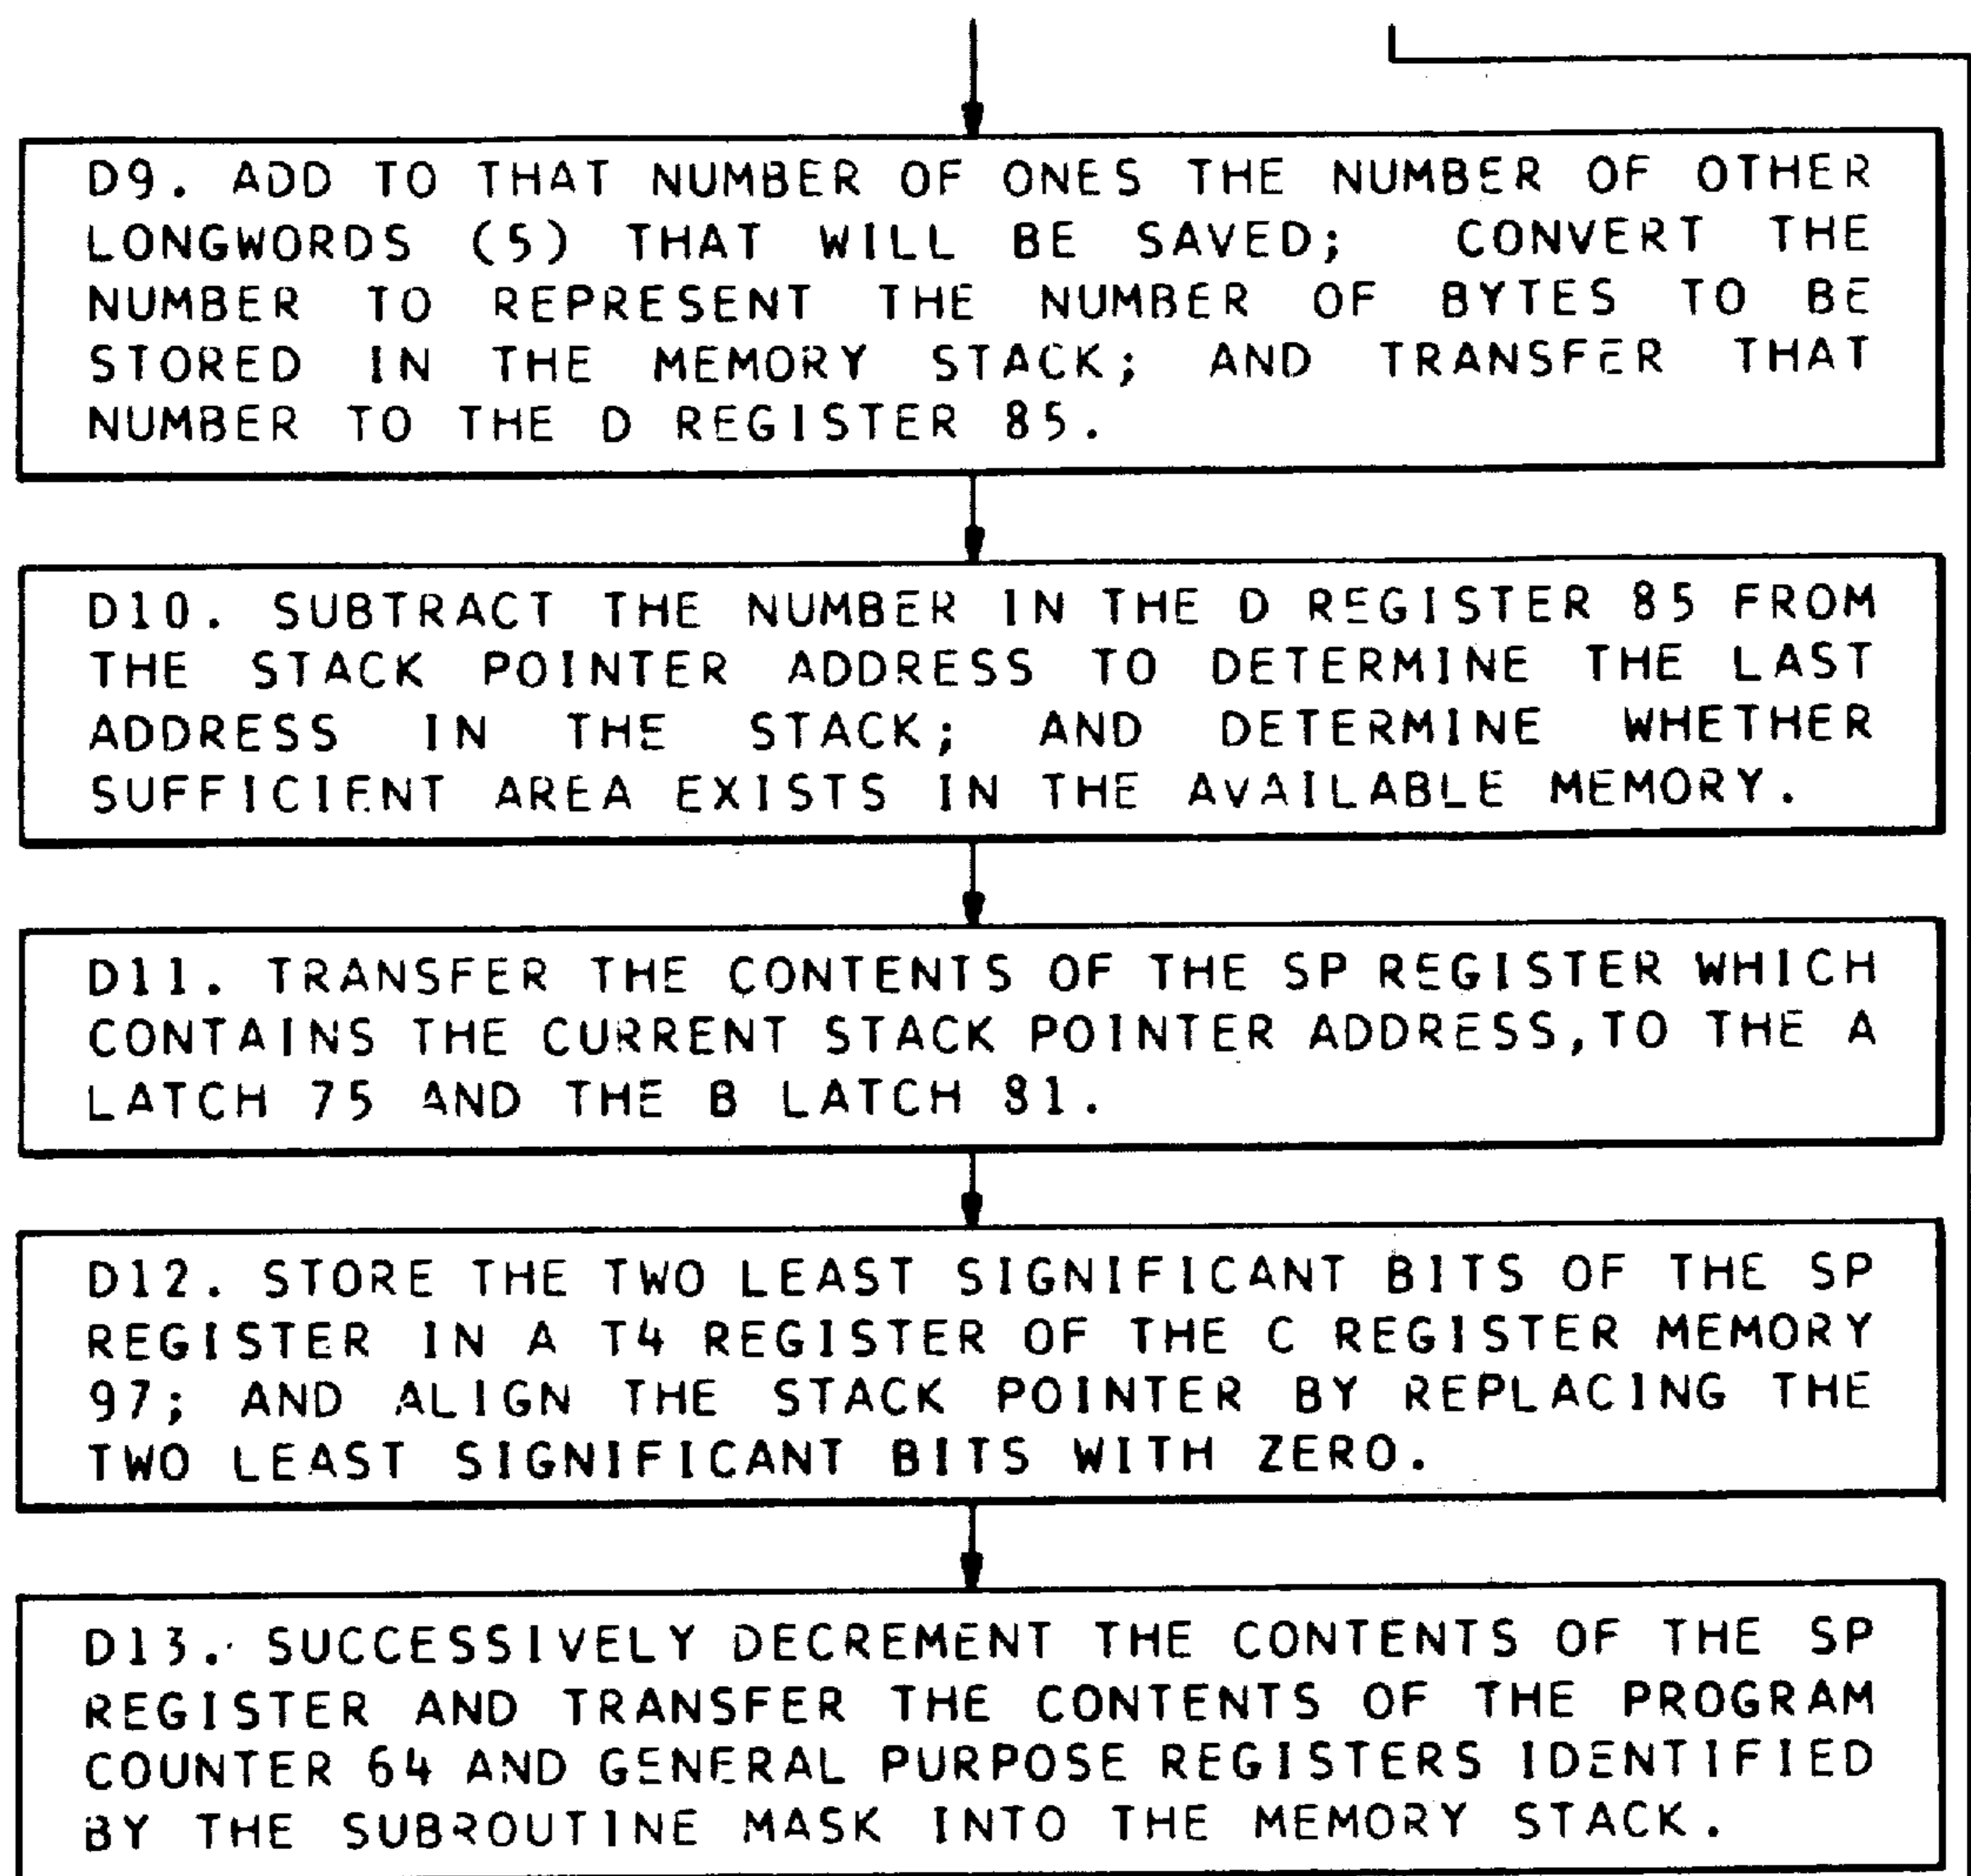 D9. ADD TO THAT NUMBER OF ONES THE NUMBER OF OTHER
LONGWORDS (5) THAT WILL BE SAVED; CONVERT THE
NUMBER TO REPRESENT THE NUMBER OF BYTES TO BE
STORED IN THE MEMORY STACK; AND TRANSFER THAT
NUMBER TO THE D REGISTER 85.
D10. SUBTRACT THE NUMBER IN THE D REGISTER 85 FROM
THE STACK POINTER ADDRESS TO DETERMINE THE LAST
ADDRESS IN THE STACK; AND DETERMINE WHETHER
SUFFICIENT AREA EXISTS IN THE AVAILABLE MEMORY.
D11. TRANSFER THE CONTENTS OF THE SP REGISTER WHICH
CONTAINS THE CURRENT STACK POINTER ADDRESS,TO THE A
LATCH 75 AND THE B LATCH 81.
D12. STORE THE TWO LEAST SIGNIFICANT BITS OF THE SP
REGISTER IN A T4 REGISTER OF THE C REGISTER MEMORY
97; AND ALIGN THE STACK POINTER BY REPLACING THE
TWO LEAST SIGNIFICANT BITS WITH ZERO.
D13. SUCCESSIVELY DECREMENT THE CONTENTS OF THE SP
REGISTER AND TRANSFER THE CONTENTS OF THE PROGRAM
COUNTER 64 AND GENERAL PURPOSE REGISTERS IDENTIFIED
BY THE SUBROUTINE MASK INTO THE MEMORY STACK.